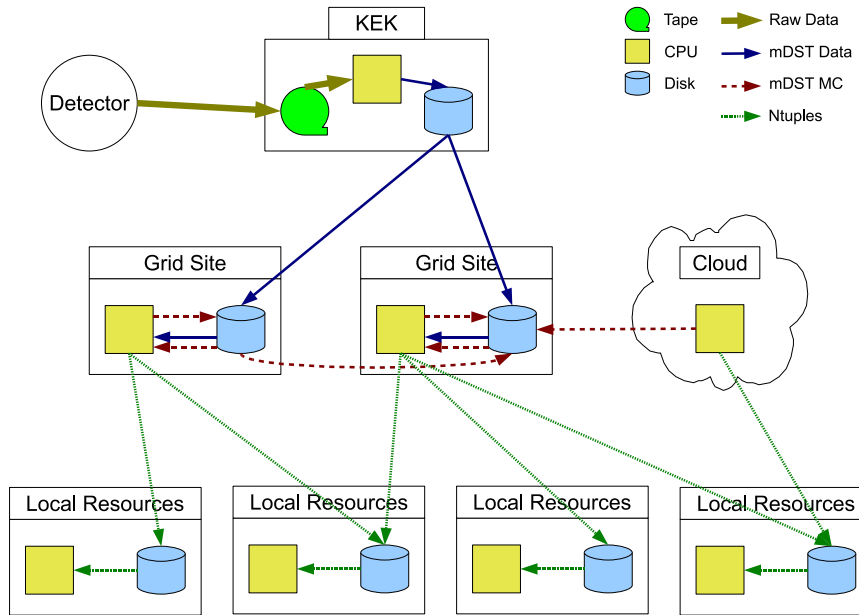 KEK
Tape
Raw Data
CPU
mDST Data
Disk
mDST MC
Ntuples
Detector
Grid Site
Grid Site
Cloud
Local Resources
Local Resources
Local Resources
Local Resources